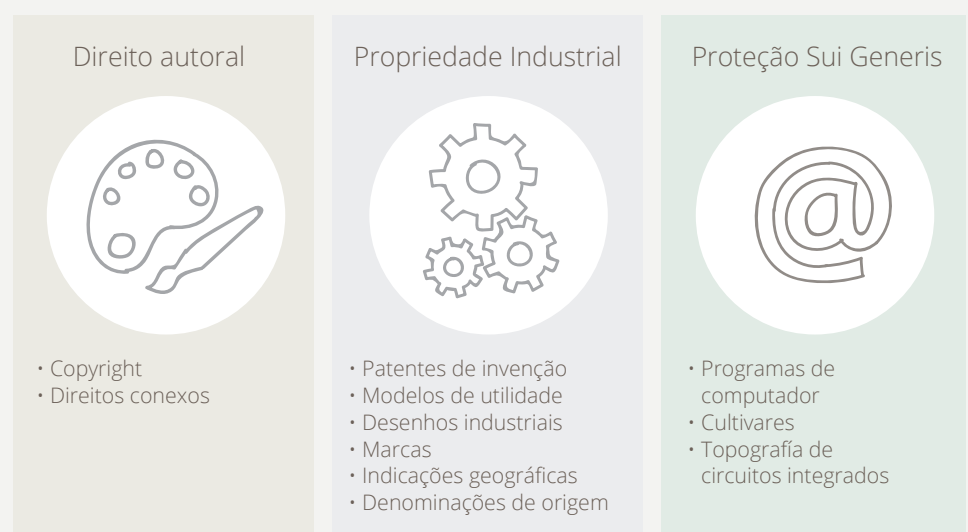 Direito autoral
• Copyright
• Direitos conexos
Propriedade Industrial
• Patentes de invenção
• Modelos de utilidade
• Desenhos industriais
• Marcas
• Indicações geográficas
• Denominações de origem
Proteção Sui Generis
@
• Programas de
computador
• Cultivares
• Topografía de
circuitos integrados